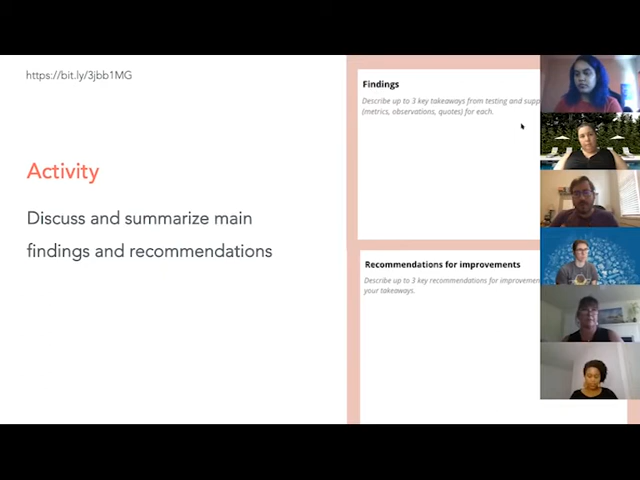 https://bit.ly/3jbb1MG
Activity
Discuss and summarize main
findings and recommendations
Findings
Describe up to 3 key takeaways from testing and supp
(metrics, observations, quotes) for each.
Recommendations for improvements
Describe up to 3 key recommendations for improvemen
your takeaways.